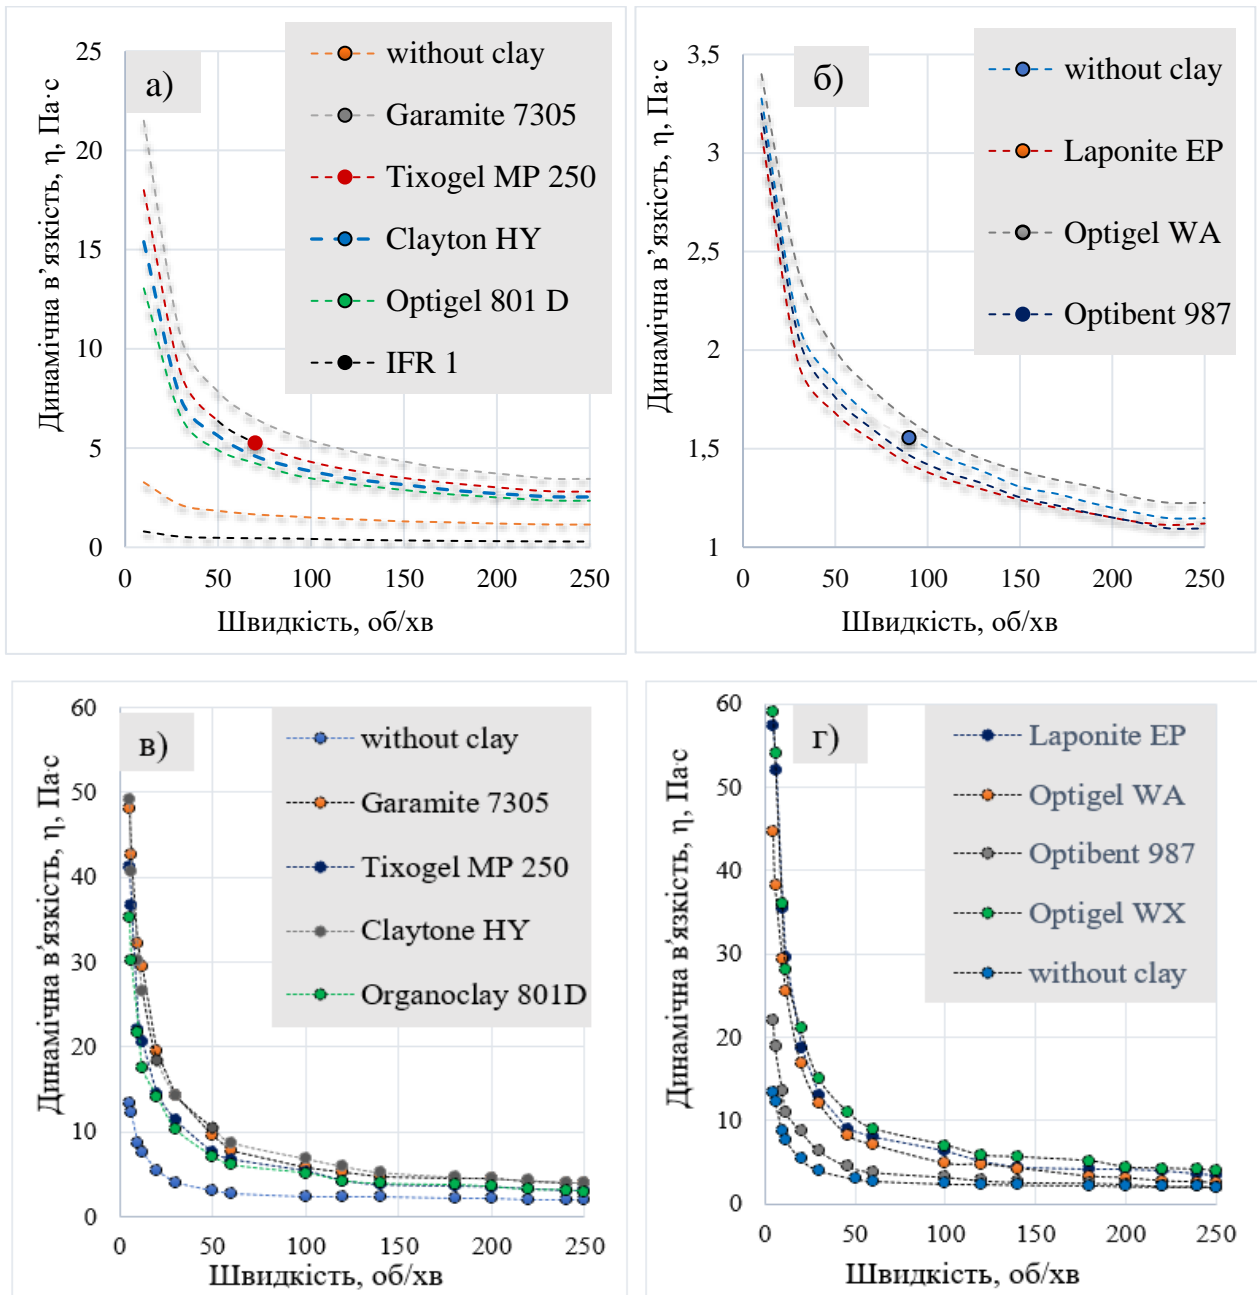 Динамічна в’язкість, η, Па·с
25
20
15
10
5
0
а)
without clay
Garamite 7305
Tixogel MP 250
Clayton HY
Optigel 801 D
IFR 1
0 50 100 150 200 250
Швидкість, об/хв
Динамічна в’язкість, η, Па·с
3,5
3
2,5
2
1,5
1
б)
without clay
Laponite EP
Optigel WA
Optibent 987
0 50 100 150 200 250
Швидкість, об/хв
Динамічна в’язкість, η, Па·с
60
50
40
30
20
10
0
в)
without clay
Garamite 7305
Tixogel MP 250
Claytone HY
Organoclay 801D
0 50 100 150 200 250
Швидкість, об/хв
Динамічна в’язкість, η, Па·с
60
50
40
30
20
10
0
г)
Laponite EP
Optigel WA
Optibent 987
Optigel WX
without clay
0 50 100 150 200 250
Швидкість, об/хв